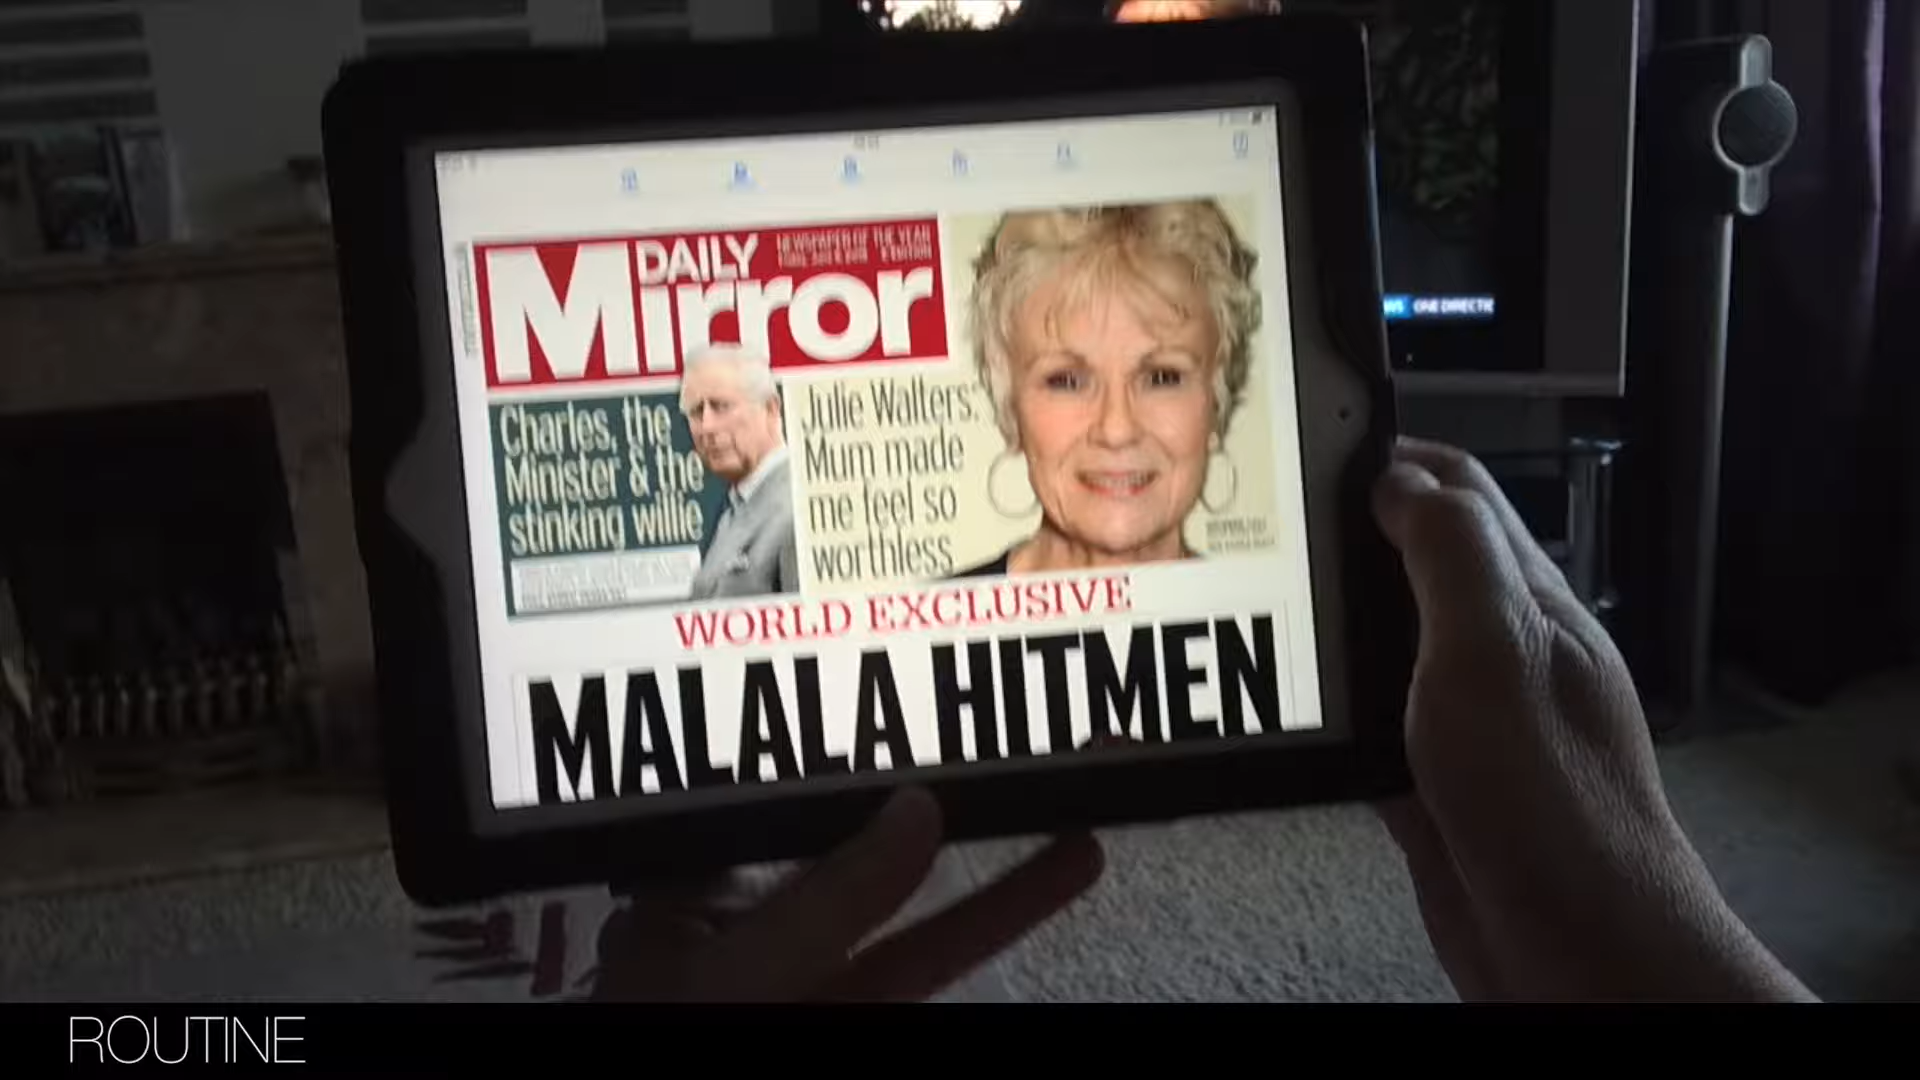 DAILY
Mirror
NEWSPAPER OF THE YEAR
Charles, the
Minister & the
stinking willie
Julie Walters:
Mum made
me feel so
worthless
WORLD EXCLUSIVE
MALALA HITMEN
ONE DIRECTI
ROUTINE